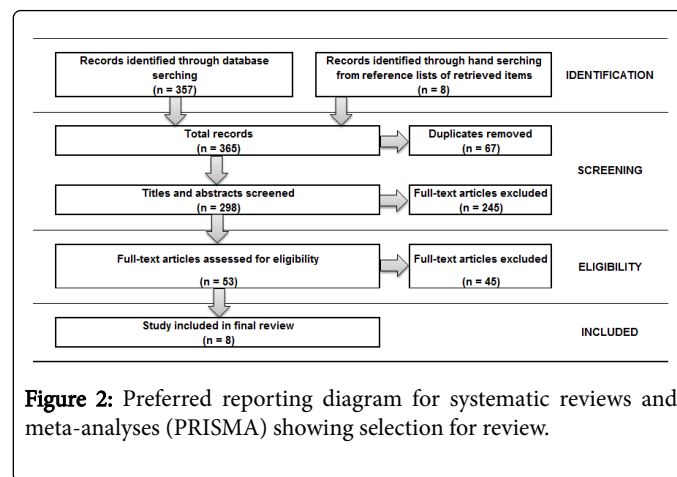 Records identified through database
serching
(n = 357)
Records identified through hand serching
from reference lists of retrieved items
(n = 8)
IDENTIFICATION
Total records
(n = 365)
Duplicates removed
(n = 67)
SCREENING
Titles and abstracts screened
(n = 298)
Full-text articles excluded
(n = 245)
Full-text articles assessed for eligibility
(n = 53)
Full-text articles excluded
(n = 45)
ELIGIBILITY
Study included in final review
(n = 8)
INCLUDED
Figure 2: Preferred reporting diagram for systematic reviews and
meta-analyses (PRISMA) showing selection for review.